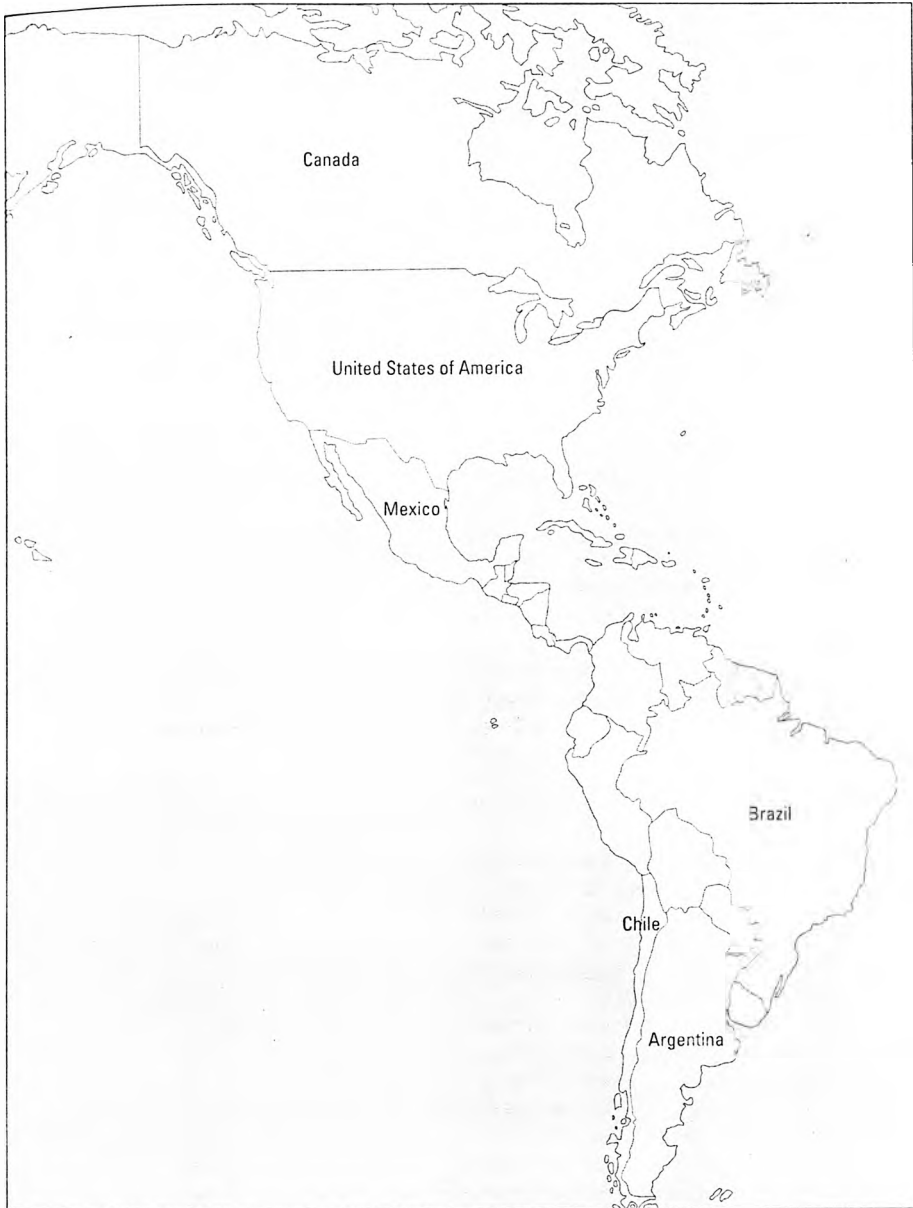 Canada
United States of America
Mexico
Brazil
Chile
Argentina